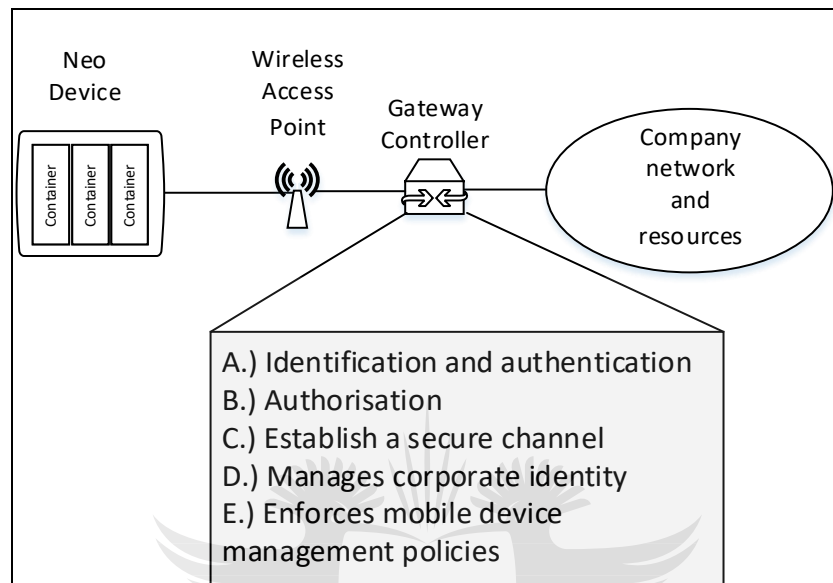 Neo
Device
Wireless
Access
Point
Gateway
Controller
Company
network
and
resources
Container
Container
Container
A.) Identification and authentication
B.) Authorisation
C.) Establish a secure channel
D.) Manages corporate identity
E.) Enforces mobile device
management policies